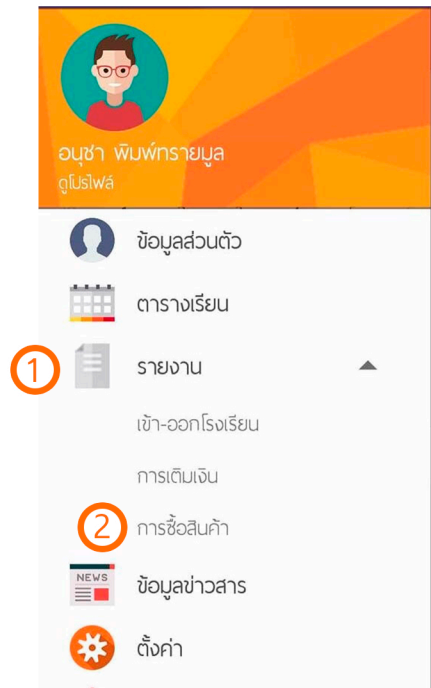 อนุชา พิมพ์ทรายมูล
ดูโปรไฟล์
ข้อมูลส่วนตัว
ตารางเรียน
1 รายงาน
เข้า-ออกโรงเรียน
การเติมเงิน
2 การซื้อสินค้า
NEWS ข้อมูลข่าวสาร
ตั้งค่า